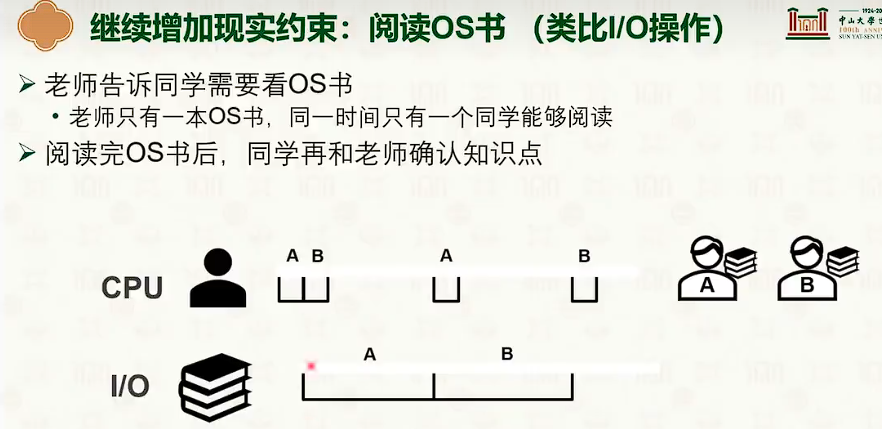 继续增加现实约束：阅读OS书 （类比I/O操作）
1924-20
中山大學世
100th ANNIV
SUN YAT-SEN UN
➢ 老师告诉同学需要看OS书
• 老师只有一本OS书，同一时间只有一个同学能够阅读
➢ 阅读完OS书后，同学再和老师确认知识点
A B A B
CPU A B
A B
I/O